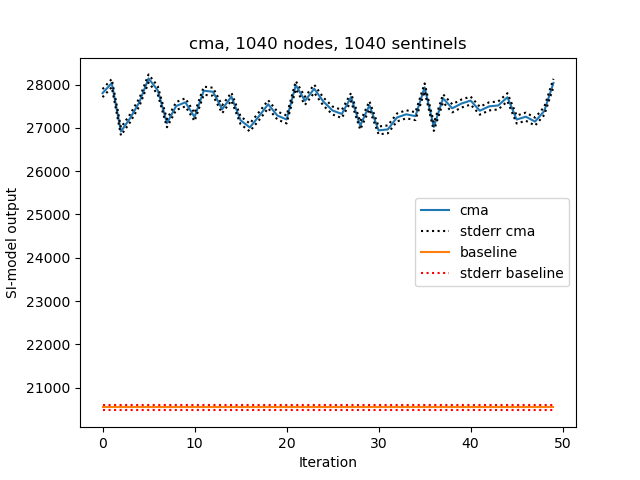 cma, 1040 nodes, 1040 sentinels
SI-model output
28000
27000
26000
25000
24000
23000
22000
21000
cma
stderr cma
baseline
stderr baseline
0
10
20
30
40
50
Iteration